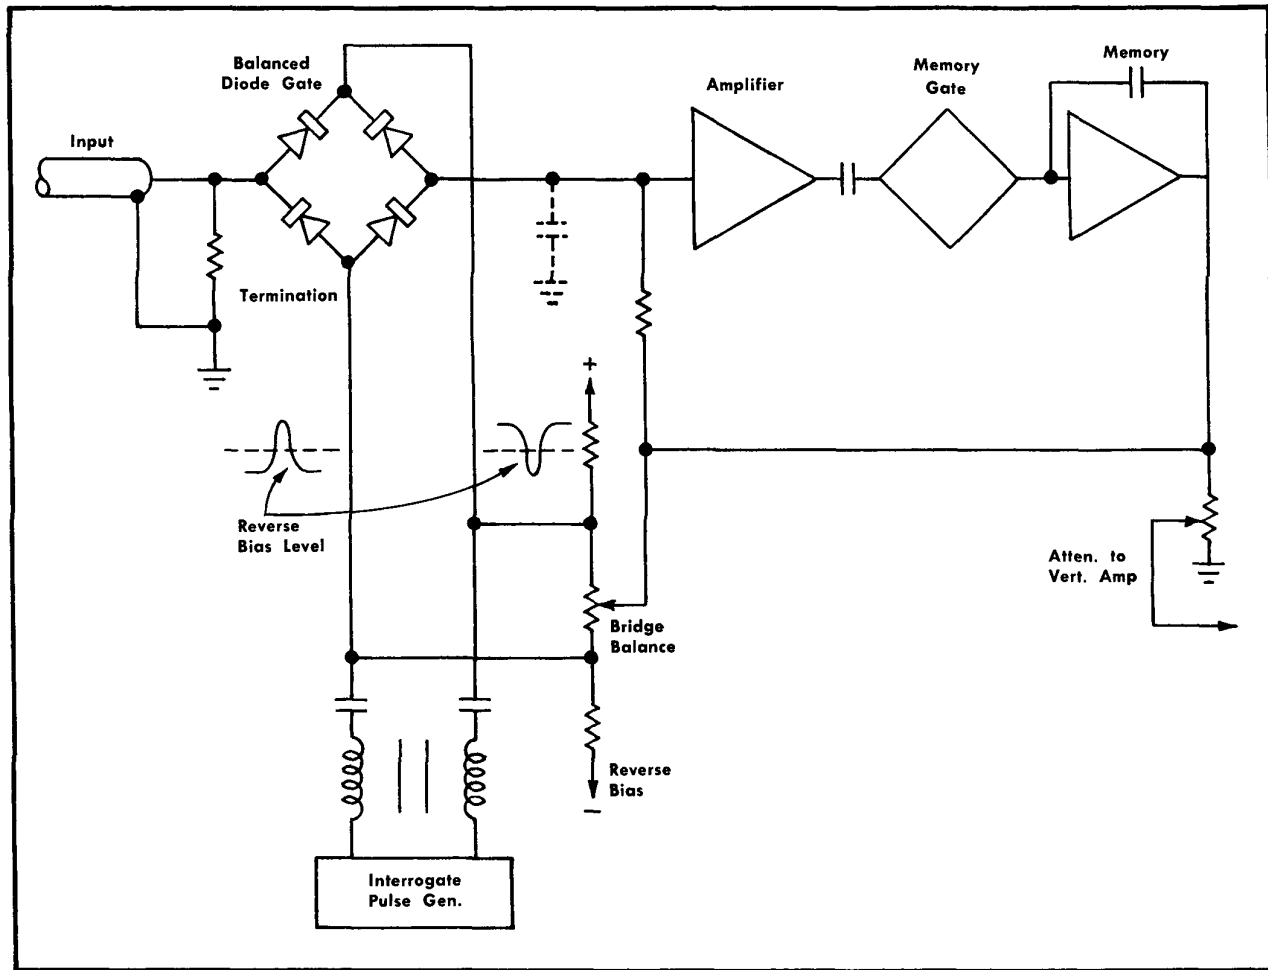 Balanced
Diode Gate
Input
Termination
Amplifier
Memory
Gate
Memory
+
Reverse
Bias Level
Bridge
Balance
Atten. to
Vert. Amp
Reverse
Bias
−
Interrogate
Pulse Gen.